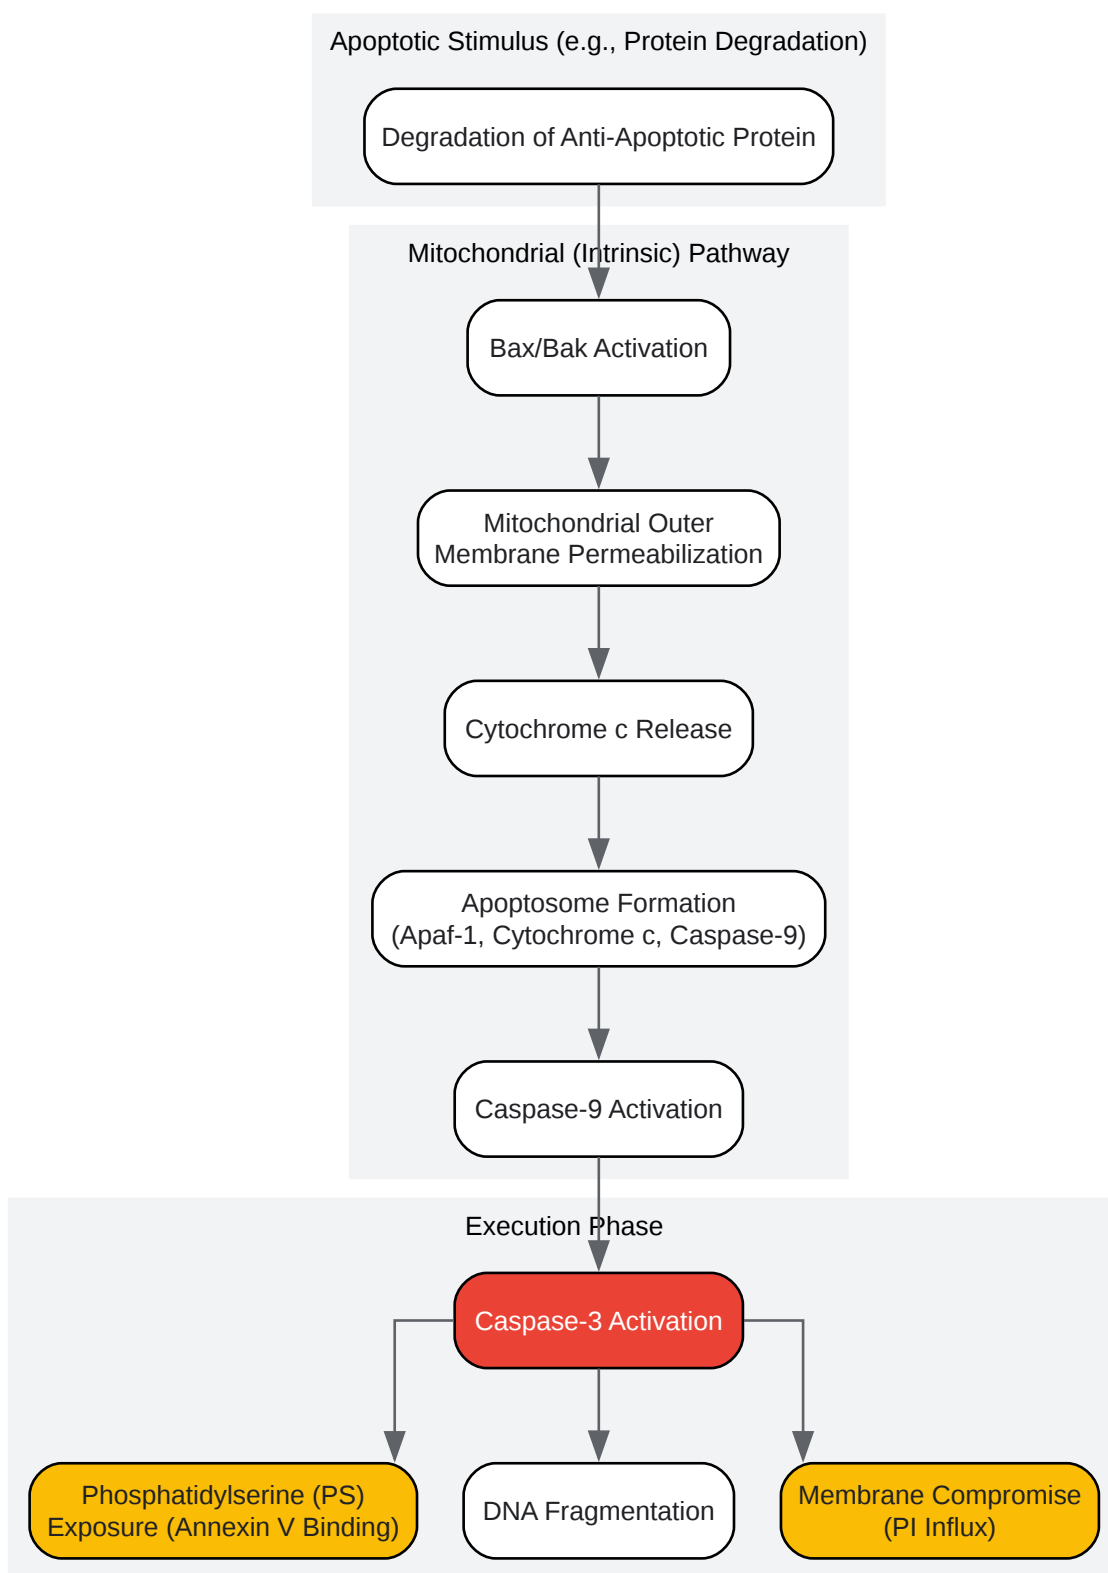 Apoptotic Stimulus (e.g., Protein Degradation)
Degradation of Anti-Apoptotic Protein
Mitochondrial (Intrinsic) Pathway
Bax/Bak Activation
Mitochondrial Outer
Membrane Permeabilization
Cytochrome c Release
Apoptosome Formation
(Apaf-1, Cytochrome c, Caspase-9)
Caspase-9 Activation
Execution Phase
Caspase-3 Activation
Phosphatidylserine (PS)
Exposure (Annexin V Binding)
DNA Fragmentation
Membrane Compromise
(PI Influx)